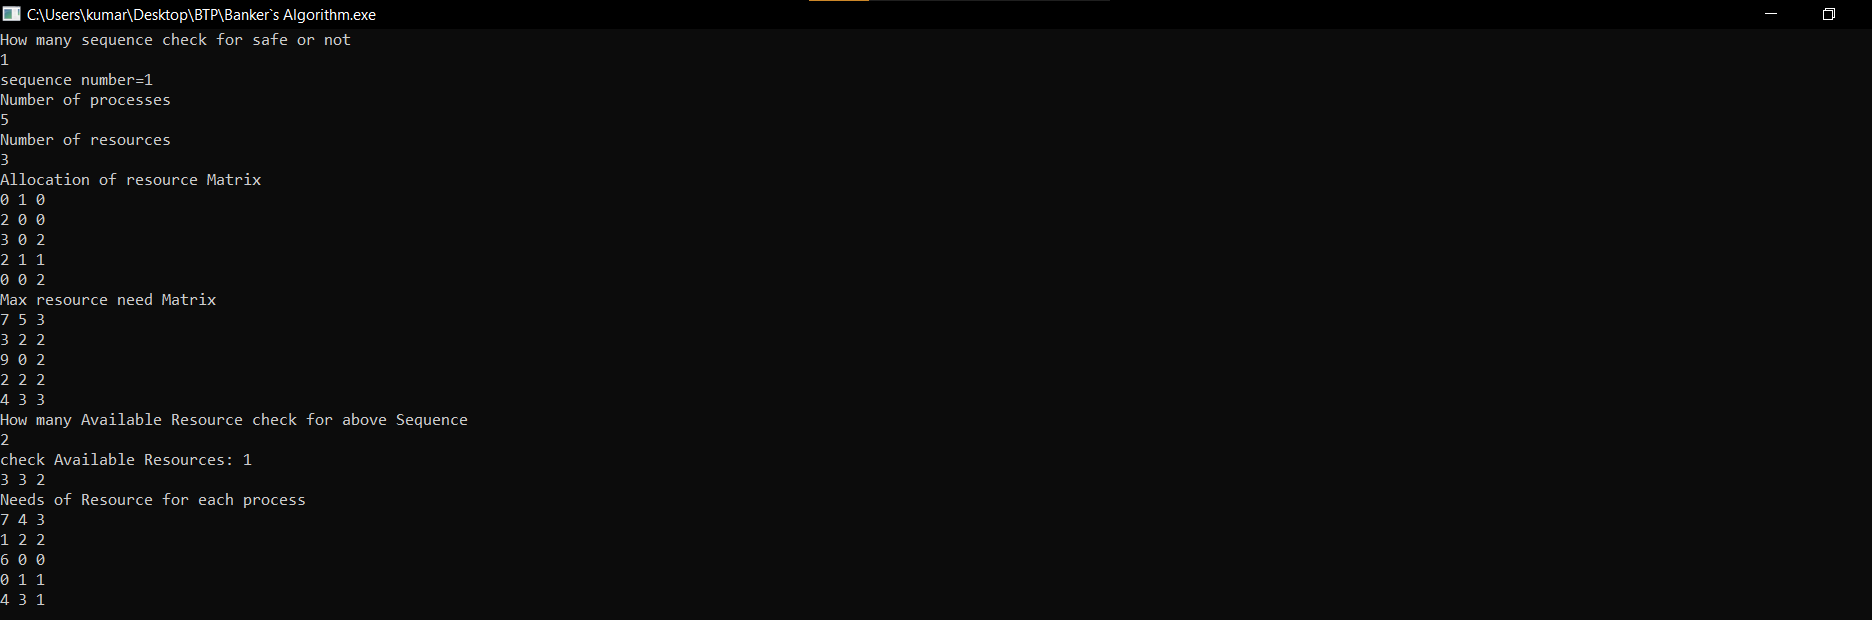 C:\Users\kumar\Desktop\BTP\Banker`s Algorithm.exe
How many sequence check for safe or not
1
sequence number=1
Number of processes
5
Number of resources
3
Allocation of resource Matrix
0 1 0
2 0 0
3 0 2
2 1 1
0 0 2
Max resource need Matrix
7 5 3
3 2 2
9 0 2
2 2 2
4 3 3
How many Available Resource check for above Sequence
2
check Available Resources: 1
3 3 2
Needs of Resource for each process
7 4 3
1 2 2
6 0 0
0 1 1
4 3 1